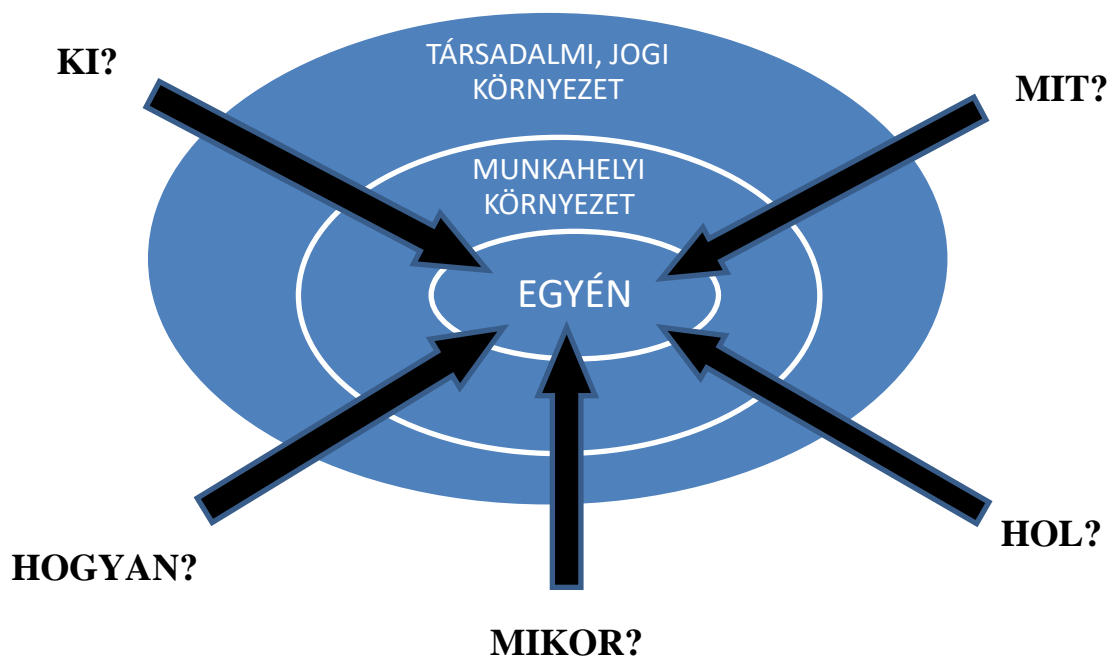 KI?
TÁRSADALMI, JOGI
KÖRNYEZET
MIT?
MUNKAHELYI
KÖRNYEZET
EGYÉN
HOGYAN?
HOL?
MIKOR?